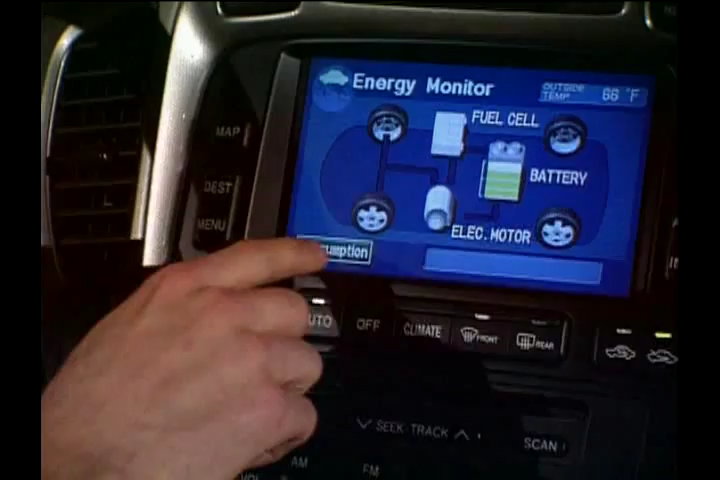 Energy Monitor
OUTSIDE TEMP 66 °F
FUEL CELL
MAP
BATTERY
DEST
MENU
ELEC.MOTOR
AUTO
OFF
CLIMATE
FRONT
REAR
SEEK·TRACK
SCAN
AM
FM
VOL